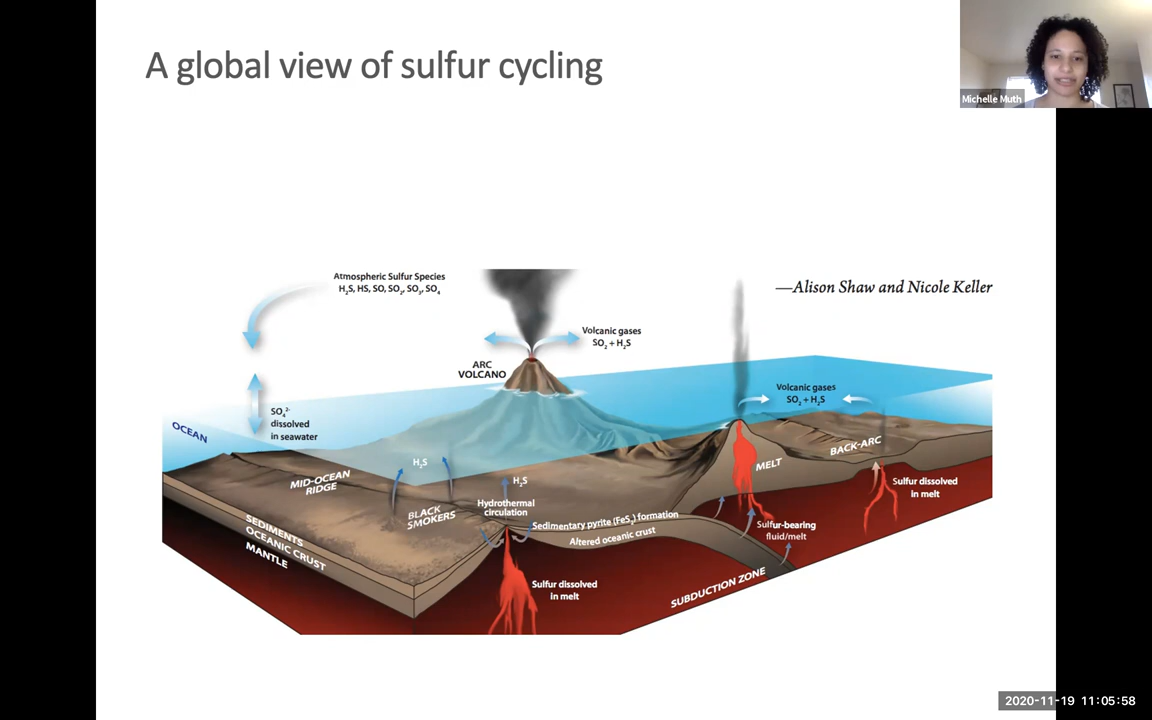 A global view of sulfur cycling
Michelle Muth
Atmospheric Sulfur Species
H₂S, HS, SO, SO₂, SO₃, SO₄
—Alison Shaw and Nicole Keller
Volcanic gases
SO₂ + H₂S
ARC
VOLCANO
Volcanic gases
SO₂ + H₂S
SO₄²⁻
dissolved
in seawater
OCEAN
BACK-ARC
MELT
H₂S
MID-OCEAN
RIDGE
H₂S
Sulfur dissolved
in melt
BLACK
SMOKERS
Hydrothermal
circulation
Sedimentary pyrite (FeS₂) formation
Altered oceanic crust
Sulfur-bearing
fluid/melt
SEDIMENTS
OCEANIC CRUST
MANTLE
Sulfur dissolved
in melt
SUBDUCTION ZONE
2020-11-19 11:05:58